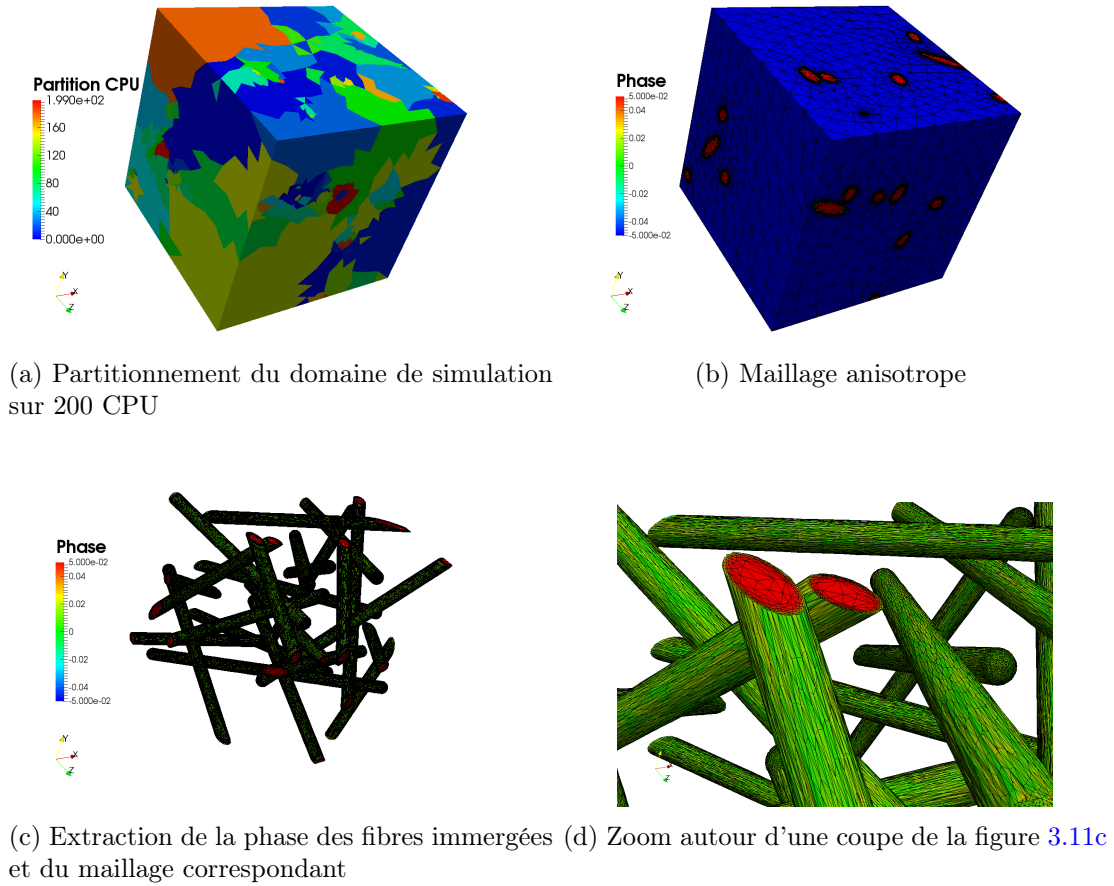 Partition CPU
1.990e+02
160
120
80
40
0.000e+00
Y
X
Z
Phase
5.000e-02
0.04
0.02
0
-0.02
-0.04
-5.000e-02
Y
X
Z
(a) Partitionnement du domaine de simulation
sur 200 CPU
(b) Maillage anisotrope
Phase
5.000e-02
0.04
0.02
0
-0.02
-0.04
-5.000e-02
Y
X
Z
X
Z
(c) Extraction de la phase des fibres immergées
et du maillage correspondant
(d) Zoom autour d'une coupe de la figure 3.11c